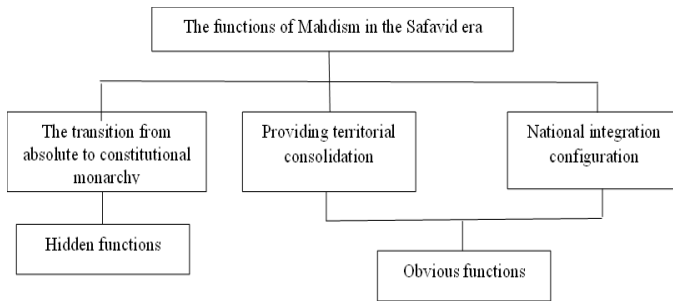 The functions of Mahdism in the Safavid era
The transition from
absolute to constitutional
monarchy
Providing territorial
consolidation
National integration
configuration
Hidden functions
Obvious functions